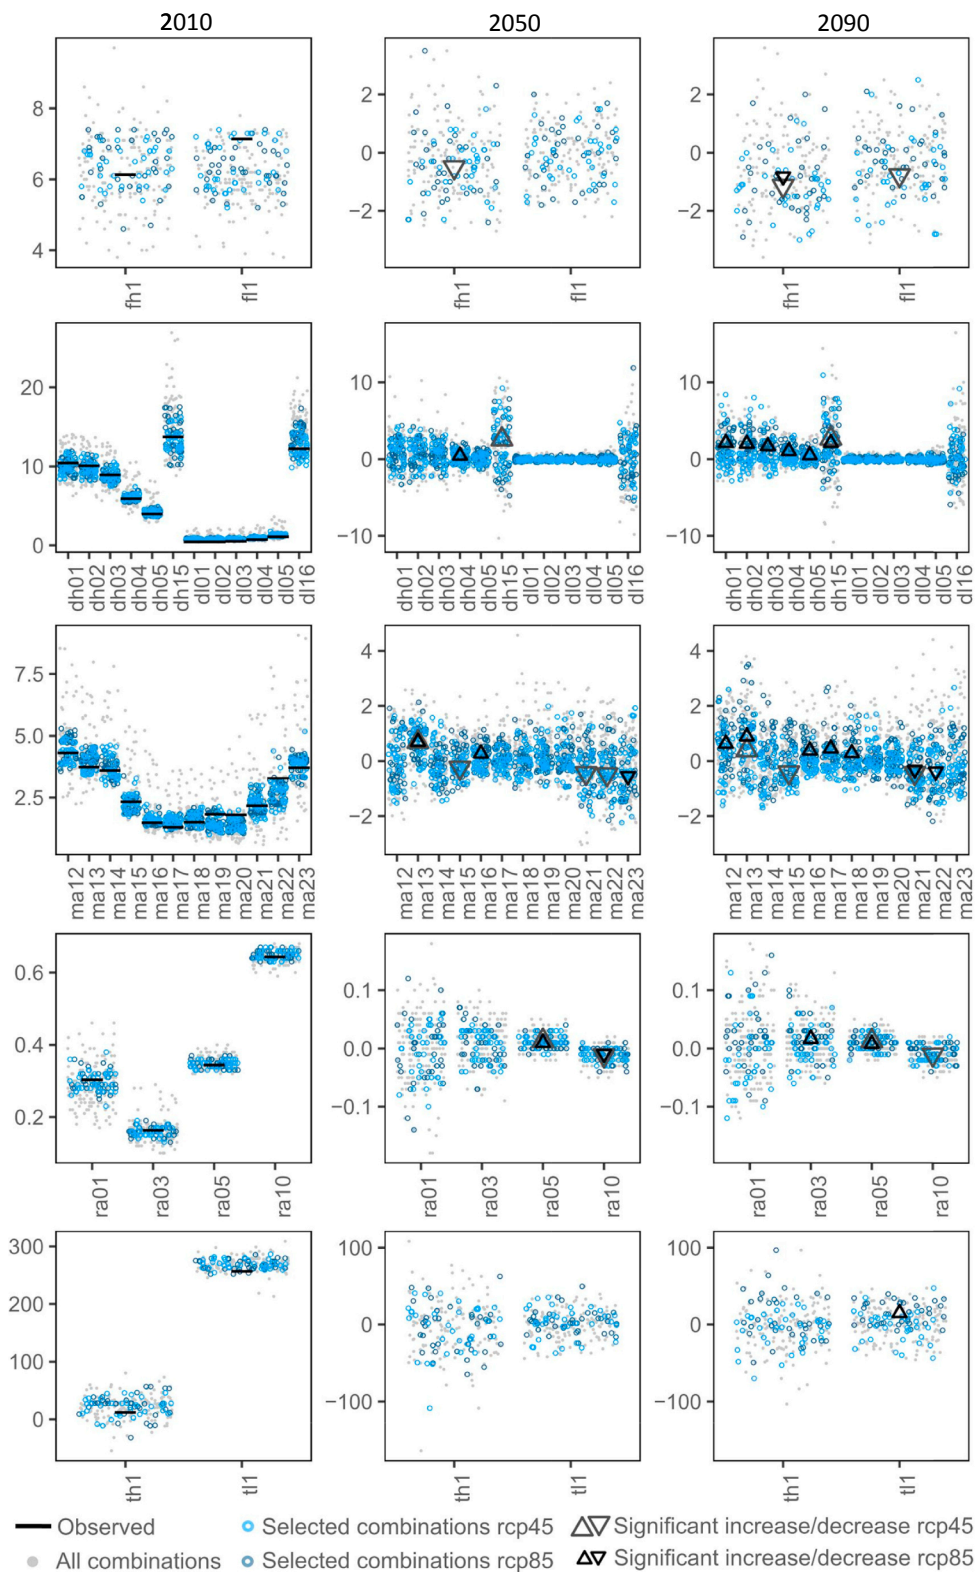 2010 2050 2090
8
6
4
fh1 fl1
2
0
−2
fh1 fl1
2
0
−2
fh1 fl1
20
10
0
dh01 dh02 dh03 dh04 dh05 dh15 dl01 dl02 dl03 dl04 dl05 dl16
10
0
−10
dh01 dh02 dh03 dh04 dh05 dh15 dl01 dl02 dl03 dl04 dl05 dl16
10
0
−10
dh01 dh02 dh03 dh04 dh05 dh15 dl01 dl02 dl03 dl04 dl05 dl16
7.5
5.0
2.5
ma12 ma13 ma14 ma15 ma16 ma17 ma18 ma19 ma20 ma21 ma22 ma23
4
2
0
−2
ma12 ma13 ma14 ma15 ma16 ma17 ma18 ma19 ma20 ma21 ma22 ma23
4
2
0
−2
ma12 ma13 ma14 ma15 ma16 ma17 ma18 ma19 ma20 ma21 ma22 ma23
0.6
0.4
0.2
ra01 ra03 ra05 ra10
0.1
0.0
−0.1
ra01 ra03 ra05 ra10
0.1
0.0
−0.1
ra01 ra03 ra05 ra10
300
200
100
0
th1 tl1
100
0
−100
th1 tl1
100
0
−100
th1 tl1
Observed Selected combinations rcp45 Significant increase/decrease rcp45
All combinations Selected combinations rcp85 Significant increase/decrease rcp85